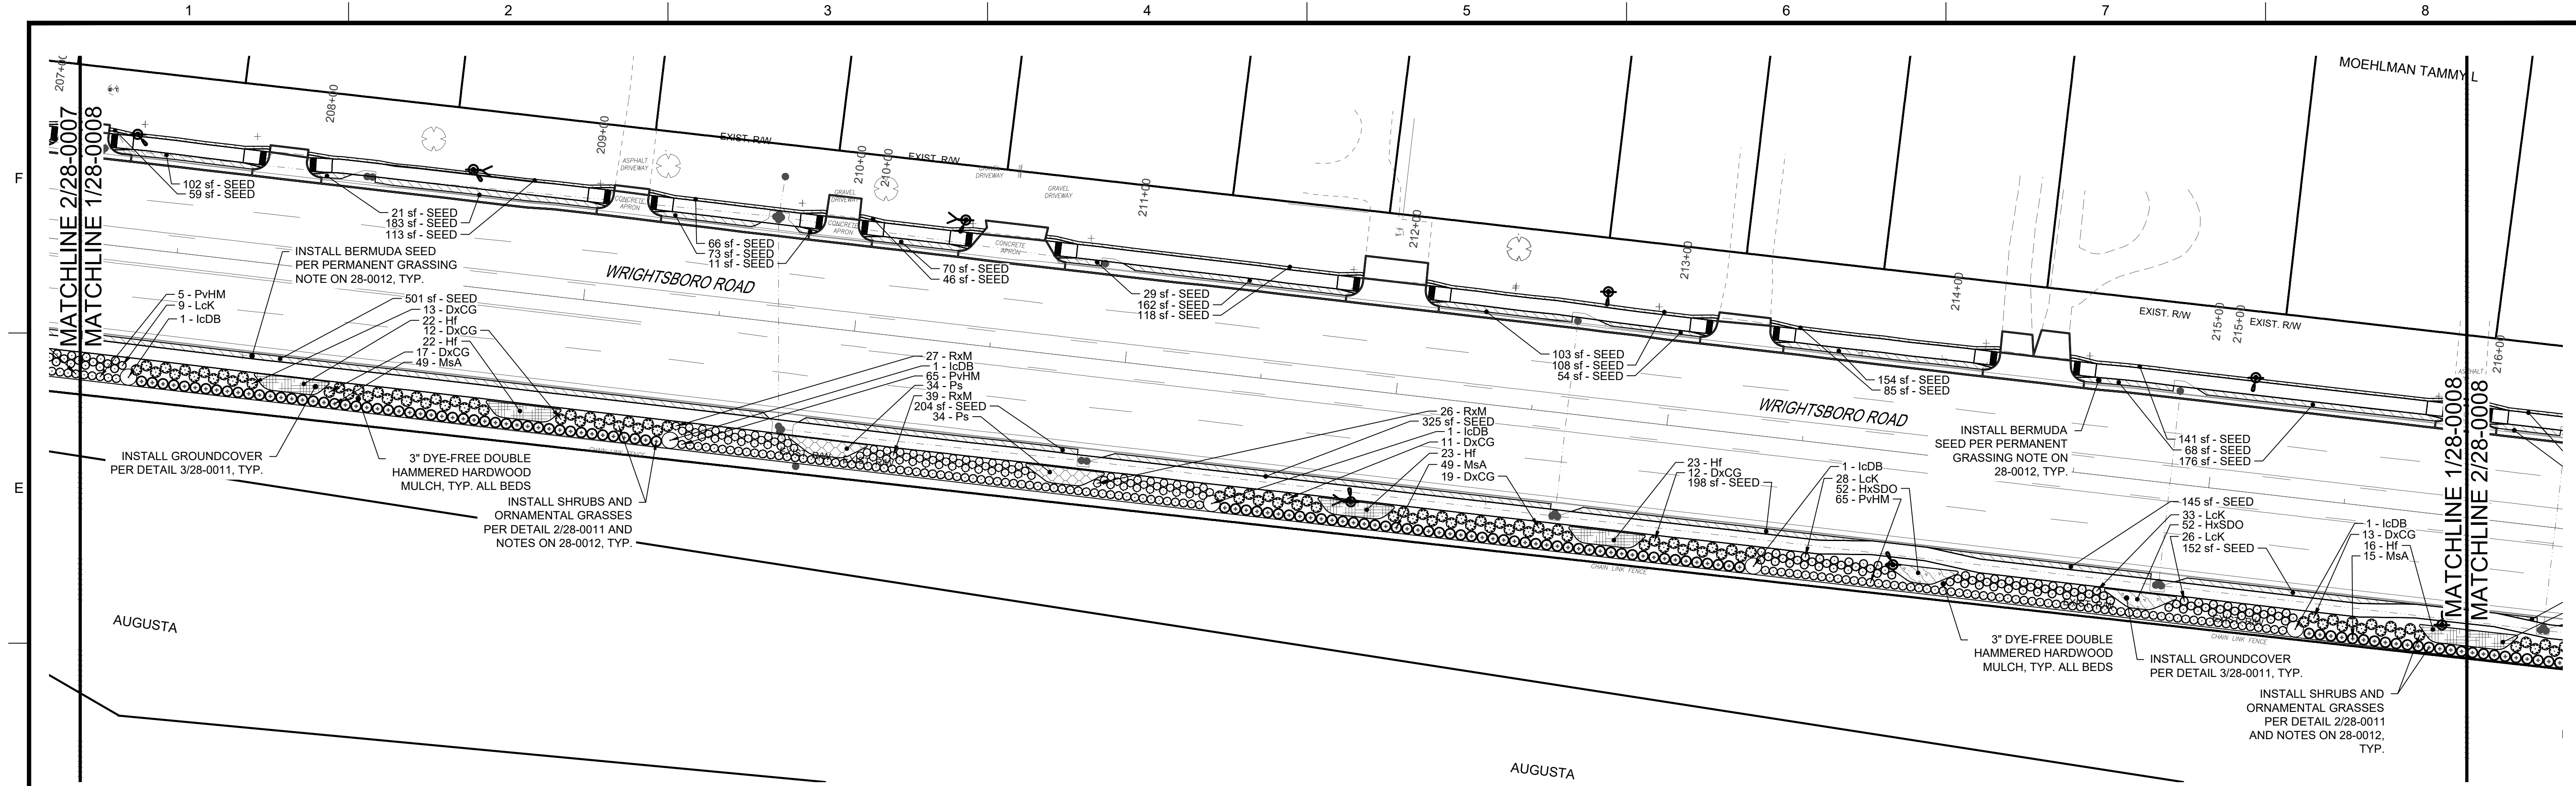 1 2 3 4 5 6 7 8
F
E
MATCHLINE 2/28-0007
MATCHLINE 1/28-0008
207+00
208+00
209+00
210+00
210+00
211+00
212+00
213+00
214+00
215+00
215+00
216+00
MOEHLMAN TAMMY L
EXIST. R/W
EXIST. R/W
EXIST. R/W
EXIST. R/W
ASPHALT
DRIVEWAY
CONCRETE
APRON
GRAVEL
DRIVEWAY
CONCRETE
APRON
GRAVEL
DRIVEWAY
CONCRETE
APRON
GRAVEL
DRIVEWAY
102 sf - SEED
59 sf - SEED
21 sf - SEED
183 sf - SEED
113 sf - SEED
66 sf - SEED
73 sf - SEED
11 sf - SEED
70 sf - SEED
46 sf - SEED
29 sf - SEED
162 sf - SEED
118 sf - SEED
103 sf - SEED
108 sf - SEED
54 sf - SEED
154 sf - SEED
85 sf - SEED
141 sf - SEED
68 sf - SEED
176 sf - SEED
WRIGHTSBORO ROAD
WRIGHTSBORO ROAD
INSTALL BERMUDA SEED
PER PERMANENT GRASSING
NOTE ON 28-0012, TYP.
5 - PvHM
9 - LcK
1 - IcDB
501 sf - SEED
13 - DxCG
22 - Hf
12 - DxCG
22 - Hf
17 - DxCG
49 - MsA
27 - RxM
1 - IcDB
65 - PvHM
34 - Ps
39 - RxM
204 sf - SEED
34 - Ps
26 - RxM
325 sf - SEED
1 - IcDB
11 - DxCG
23 - Hf
49 - MsA
19 - DxCG
23 - Hf
12 - DxCG
198 sf - SEED
1 - IcDB
28 - LcK
52 - HxSDO
65 - PvHM
INSTALL BERMUDA
SEED PER PERMANENT
GRASSING NOTE ON
28-0012, TYP.
145 sf - SEED
33 - LcK
52 - HxSDO
26 - LcK
152 sf - SEED
1 - IcDB
13 - DxCG
16 - Hf
15 - MsA
INSTALL GROUNDCOVER
PER DETAIL 3/28-0011, TYP.
3" DYE-FREE DOUBLE
HAMMERED HARDWOOD
MULCH, TYP. ALL BEDS
INSTALL SHRUBS AND
ORNAMENTAL GRASSES
PER DETAIL 2/28-0011 AND
NOTES ON 28-0012, TYP.
CHAIN LINK FENCE
CHAIN LINK FENCE
CHAIN LINK FENCE
3" DYE-FREE DOUBLE
HAMMERED HARDWOOD
MULCH, TYP. ALL BEDS
INSTALL GROUNDCOVER
PER DETAIL 3/28-0011, TYP.
INSTALL SHRUBS AND
ORNAMENTAL GRASSES
PER DETAIL 2/28-0011
AND NOTES ON 28-0012,
TYP.
MATCHLINE 1/28-0008
MATCHLINE 2/28-0008
AUGUSTA
AUGUSTA